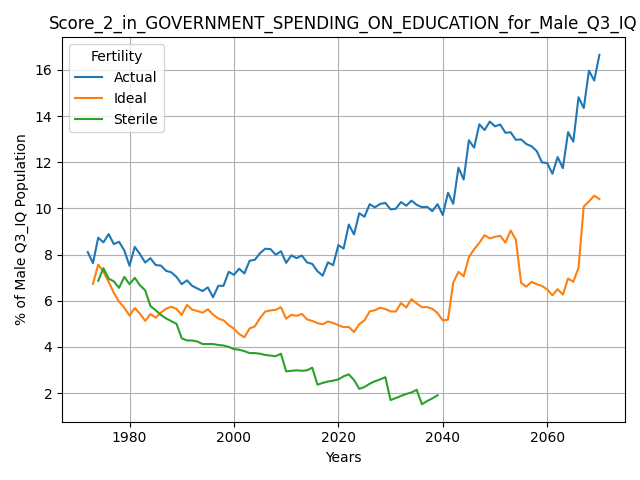 Score_2_in_GOVERNMENT_SPENDING_ON_EDUCATION_for_Male_Q3_IQ
Fertility
Actual
Ideal
Sterile
% of Male Q3_IQ Population
16
14
12
10
8
6
4
2
1980
2000
2020
2040
2060
Years